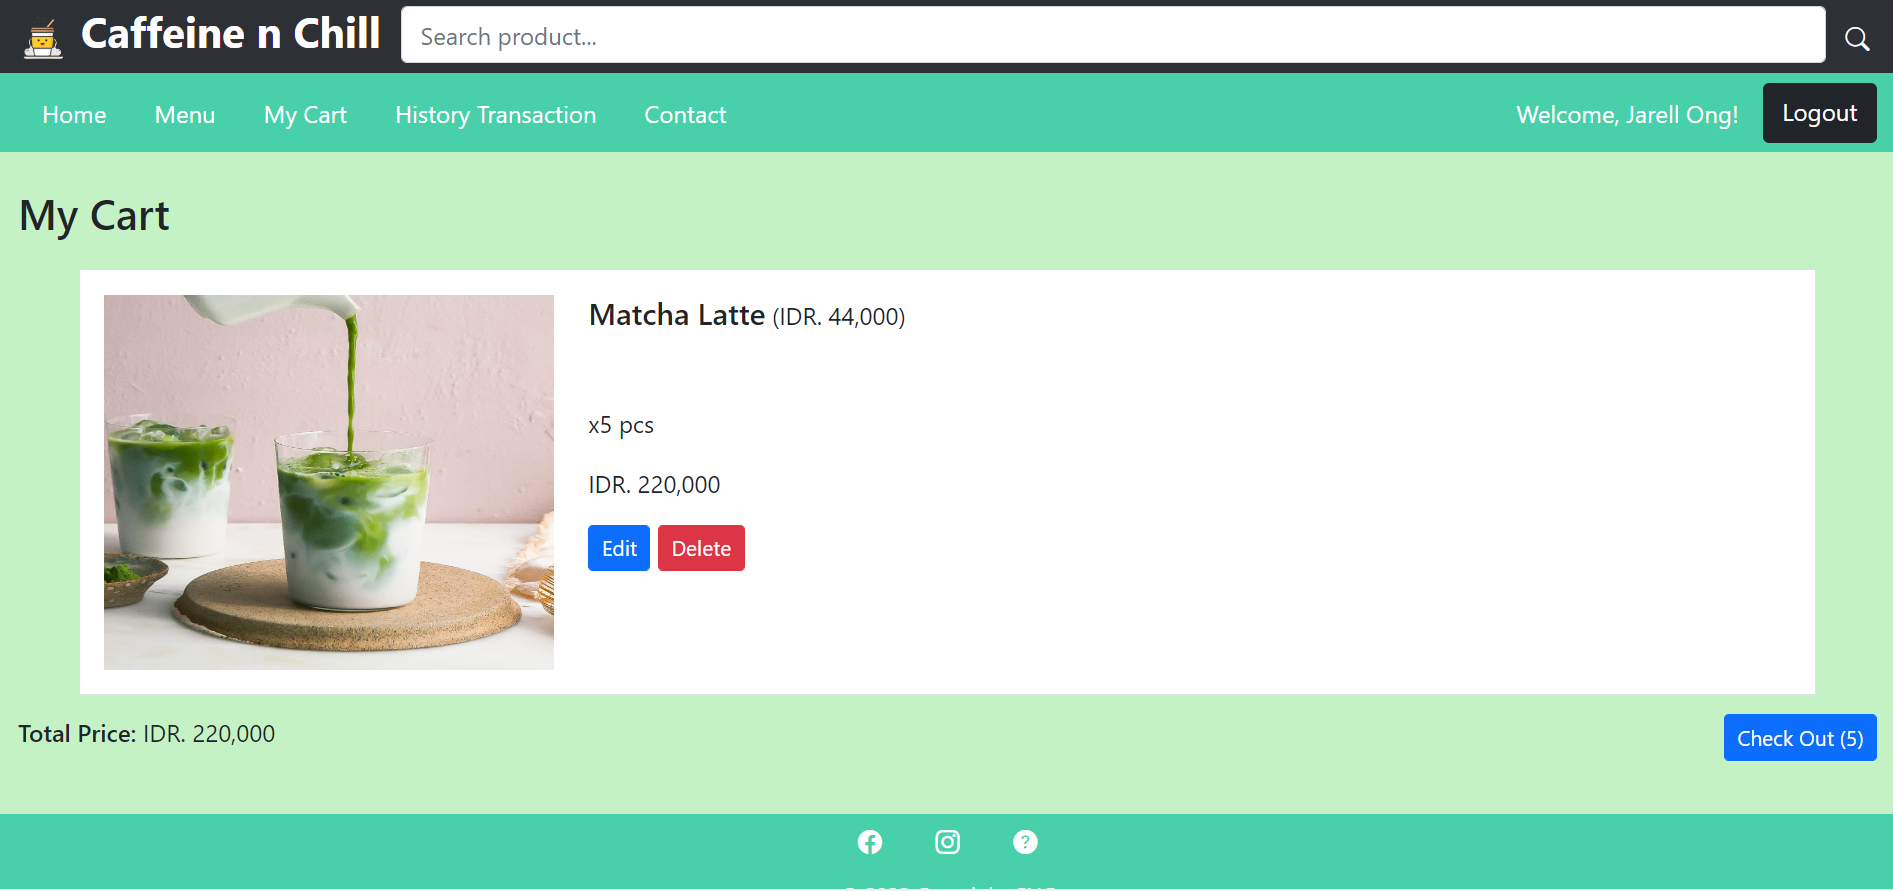 Caffeine n Chill
Search product...
Home Menu My Cart History Transaction Contact Welcome, Jarell Ong! Logout
My Cart
Matcha Latte (IDR. 44,000)
x5 pcs
IDR. 220,000
Edit Delete
Total Price: IDR. 220,000
Check Out (5)